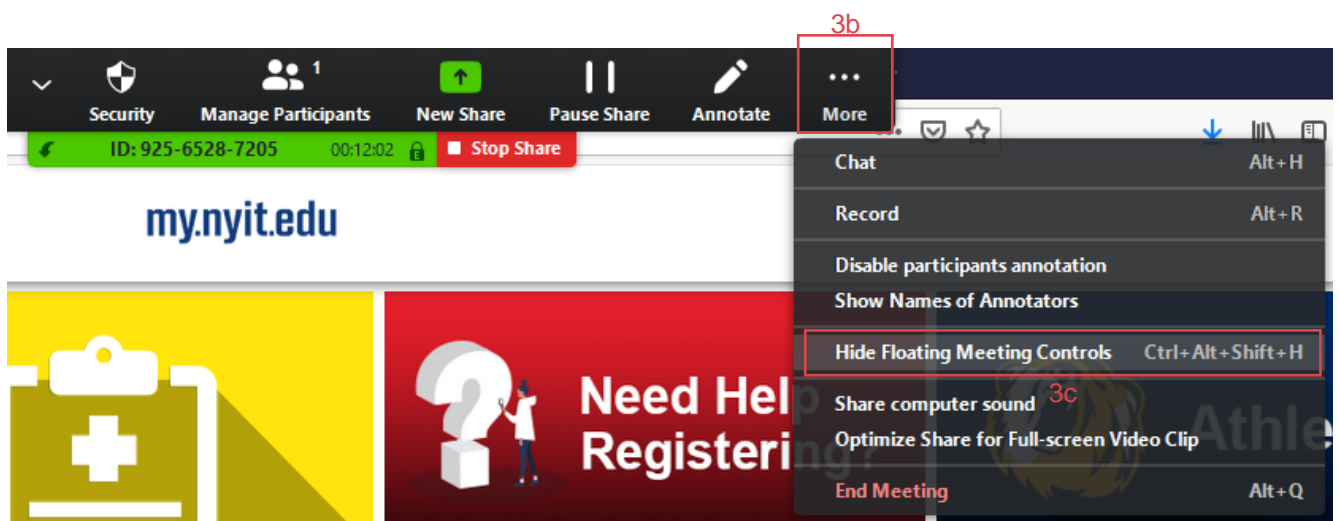 3b
1
Security Manage Participants New Share Pause Share Annotate More
ID: 925-6528-7205 00:12:02 E Stop Share
my.nyit.edu
Chat Alt+H
Record Alt+R
Disable participants annotation
Show Names of Annotators
Hide Floating Meeting Controls Ctrl+Alt+Shift+H
3c
Share computer sound
Optimize Share for Full-screen Video Clip
End Meeting Alt+Q
Need Help
Registering?
Athle